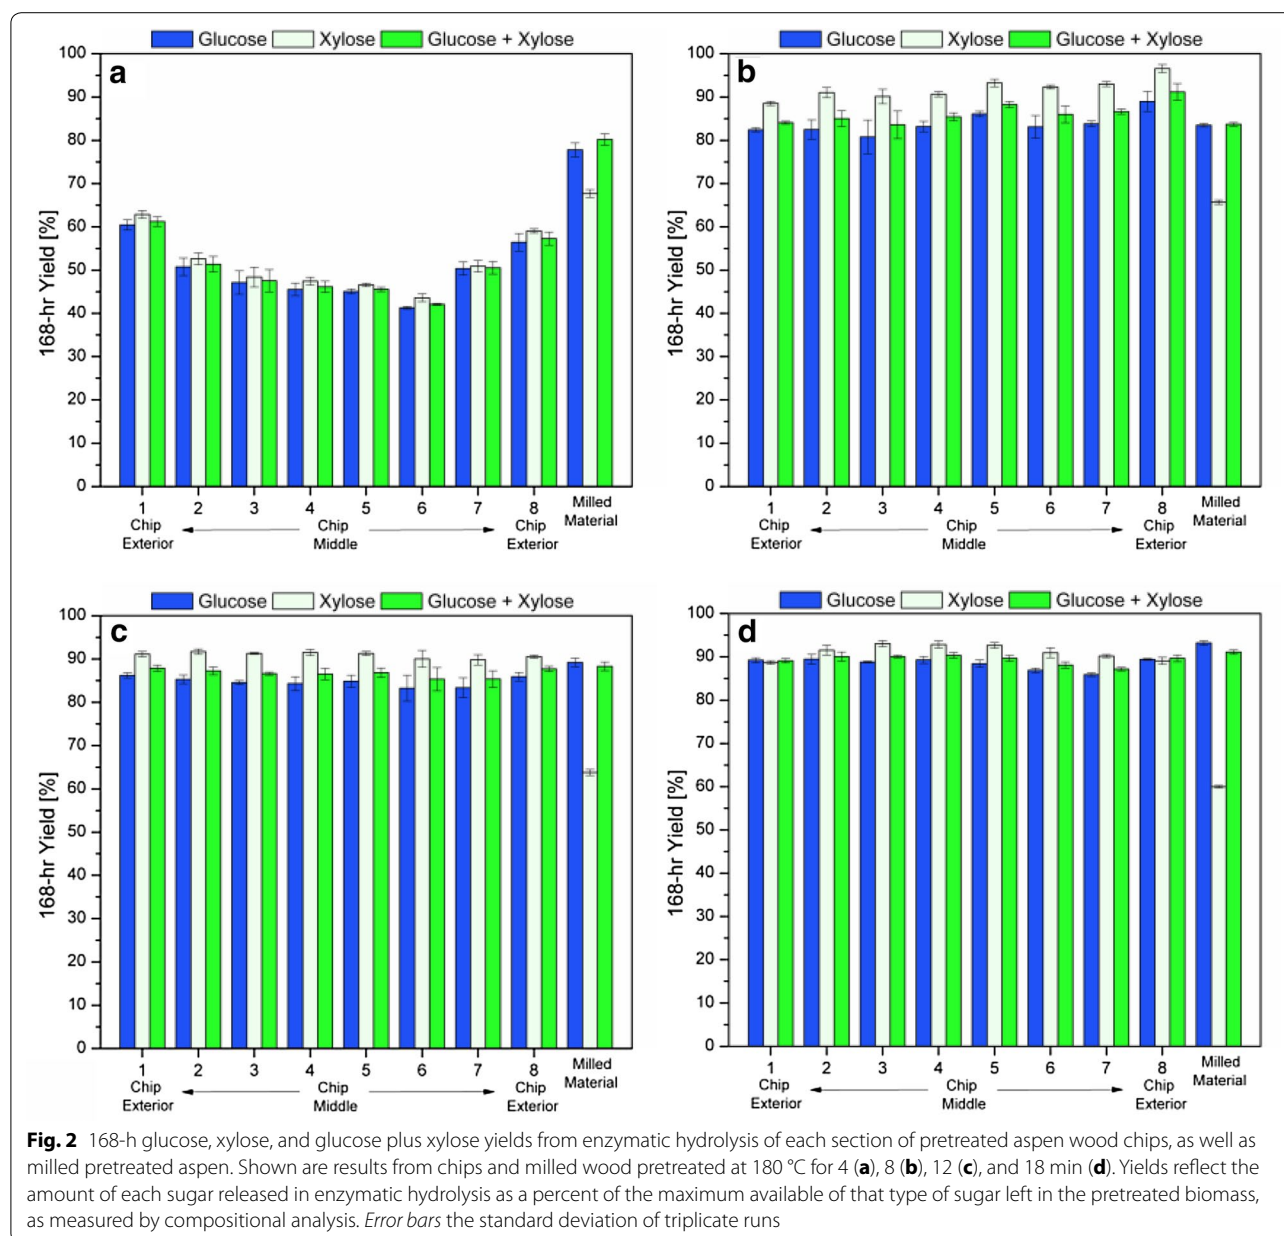 Glucose Xylose Glucose + Xylose
a
168-hr Yield [%]
100
90
80
70
60
50
40
30
20
10
0
1 2 3 4 5 6 7 8 Milled
Chip Chip Chip Material
Exterior Middle Exterior
Glucose Xylose Glucose + Xylose
b
168-hr Yield [%]
100
90
80
70
60
50
40
30
20
10
0
1 2 3 4 5 6 7 8 Milled
Chip Chip Chip Material
Exterior Middle Exterior
Glucose Xylose Glucose + Xylose
c
168-hr Yield [%]
100
90
80
70
60
50
40
30
20
10
0
1 2 3 4 5 6 7 8 Milled
Chip Chip Chip Material
Exterior Middle Exterior
Glucose Xylose Glucose + Xylose
d
168-hr Yield [%]
100
90
80
70
60
50
40
30
20
10
0
1 2 3 4 5 6 7 8 Milled
Chip Chip Chip Material
Exterior Middle Exterior
Fig. 2 168-h glucose, xylose, and glucose plus xylose yields from enzymatic hydrolysis of each section of pretreated aspen wood chips, as well as
milled pretreated aspen. Shown are results from chips and milled wood pretreated at 180 °C for 4 (a), 8 (b), 12 (c), and 18 min (d). Yields reflect the
amount of each sugar released in enzymatic hydrolysis as a percent of the maximum available of that type of sugar left in the pretreated biomass,
as measured by compositional analysis. Error bars the standard deviation of triplicate runs